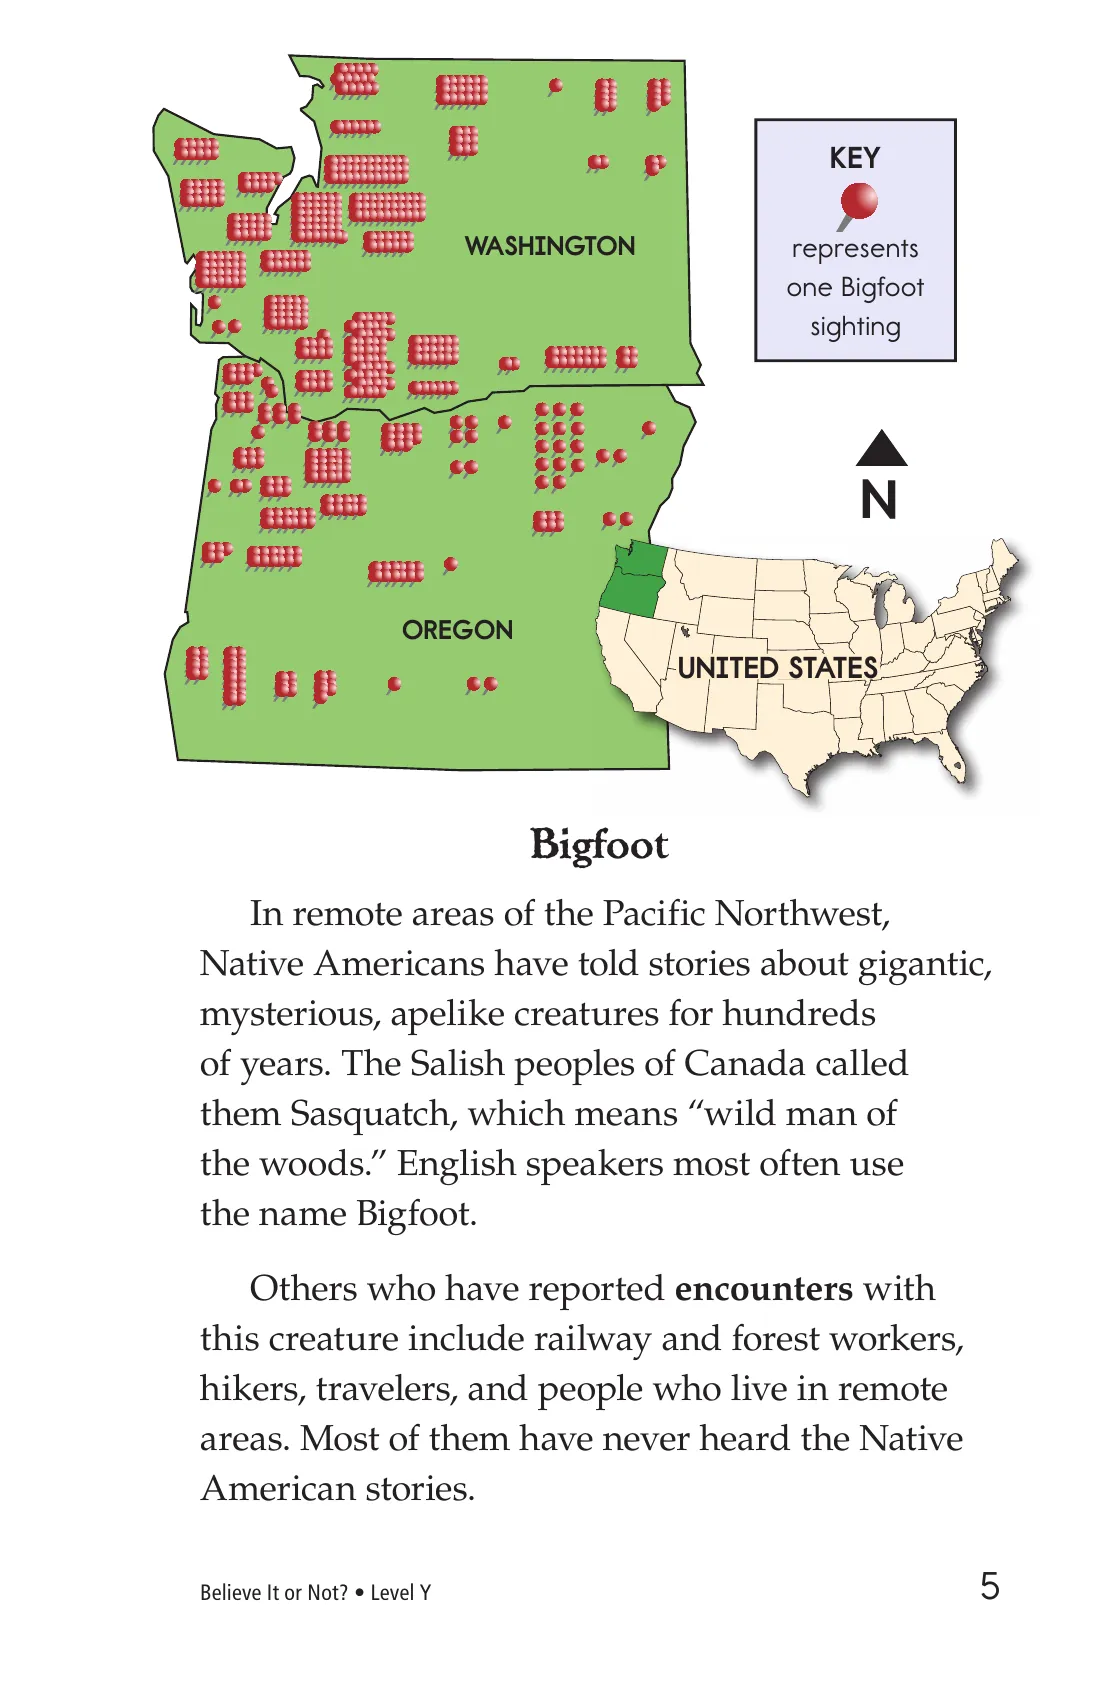 WASHINGTON
KEY
represents
one Bigfoot
sighting
N
OREGON
UNITED STATES
Bigfoot
In remote areas of the Pacific Northwest,
Native Americans have told stories about gigantic,
mysterious, apelike creatures for hundreds
of years. The Salish peoples of Canada called
them Sasquatch, which means “wild man of
the woods.” English speakers most often use
the name Bigfoot.
Others who have reported encounters with
this creature include railway and forest workers,
hikers, travelers, and people who live in remote
areas. Most of them have never heard the Native
American stories.
Believe It or Not? • Level Y
5